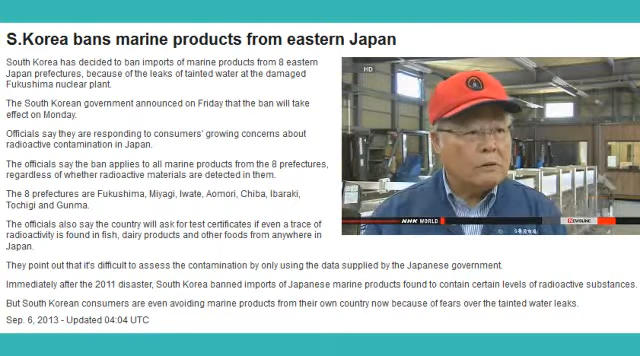 S.Korea bans marine products from eastern Japan
South Korea has decided to ban imports of marine products from 8 eastern
Japan prefectures, because of the leaks of tainted water at the damaged
Fukushima nuclear plant.
The South Korean government announced on Friday that the ban will take
effect on Monday.
Officials say they are responding to consumers' growing concerns about
radioactive contamination in Japan.
The officials say the ban applies to all marine products from the 8 prefectures,
regardless of whether radioactive materials are detected in them.
The 8 prefectures are Fukushima, Miyagi, Iwate, Aomori, Chiba, Ibaraki,
Tochigi and Gunma.
The officials also say the country will ask for test certificates if even a trace of
radioactivity is found in fish, dairy products and other foods from anywhere in
Japan.
HD
NHK WORLD
NEWSLINE
They point out that it's difficult to assess the contamination by only using the data supplied by the Japanese government.
Immediately after the 2011 disaster, South Korea banned imports of Japanese marine products found to contain certain levels of radioactive substances.
But South Korean consumers are even avoiding marine products from their own country now because of fears over the tainted water leaks.
Sep. 6, 2013 - Updated 04:04 UTC